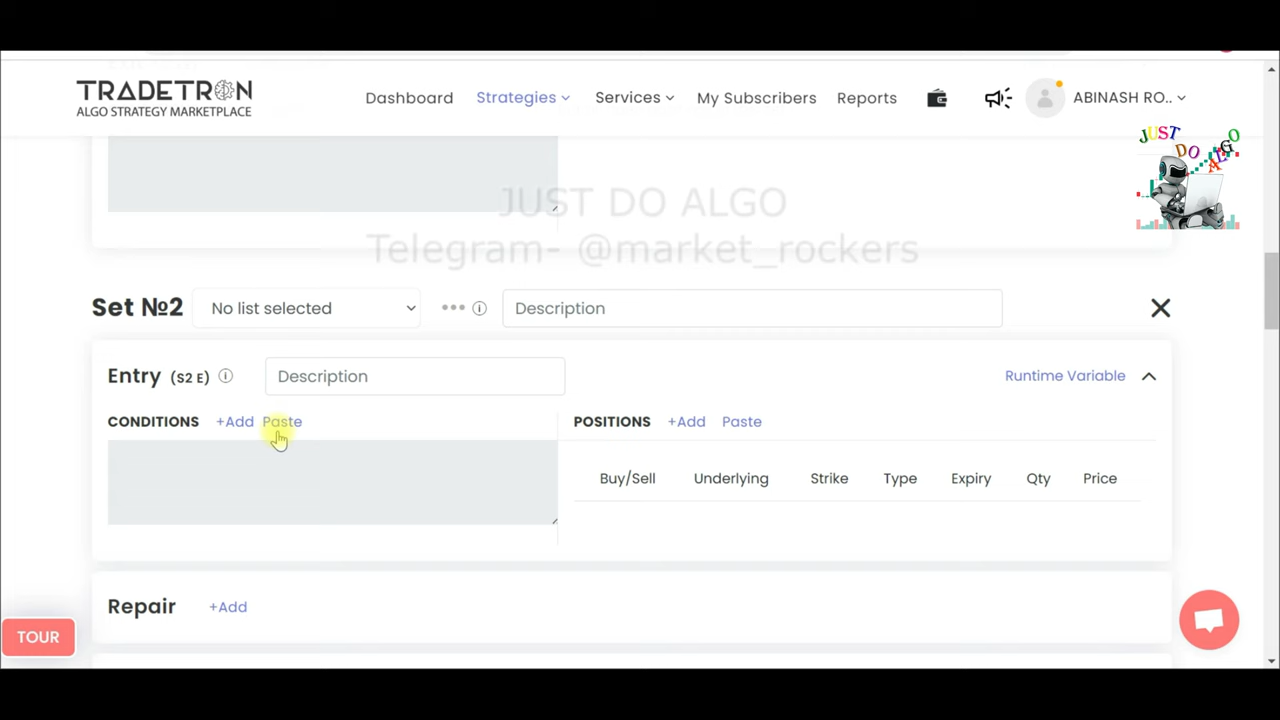 TRADETRON
ALGO STRATEGY MARKETPLACE
Dashboard Strategies Services My Subscribers Reports ABINASH RO..
JUST DO ALGO
JUST DO ALGO
Telegram- @market_rockers
Set №2 No list selected Description
Entry (S2 E) Description Runtime Variable
CONDITIONS +Add Paste POSITIONS +Add Paste
Buy/Sell Underlying Strike Type Expiry Qty Price
Repair +Add
TOUR